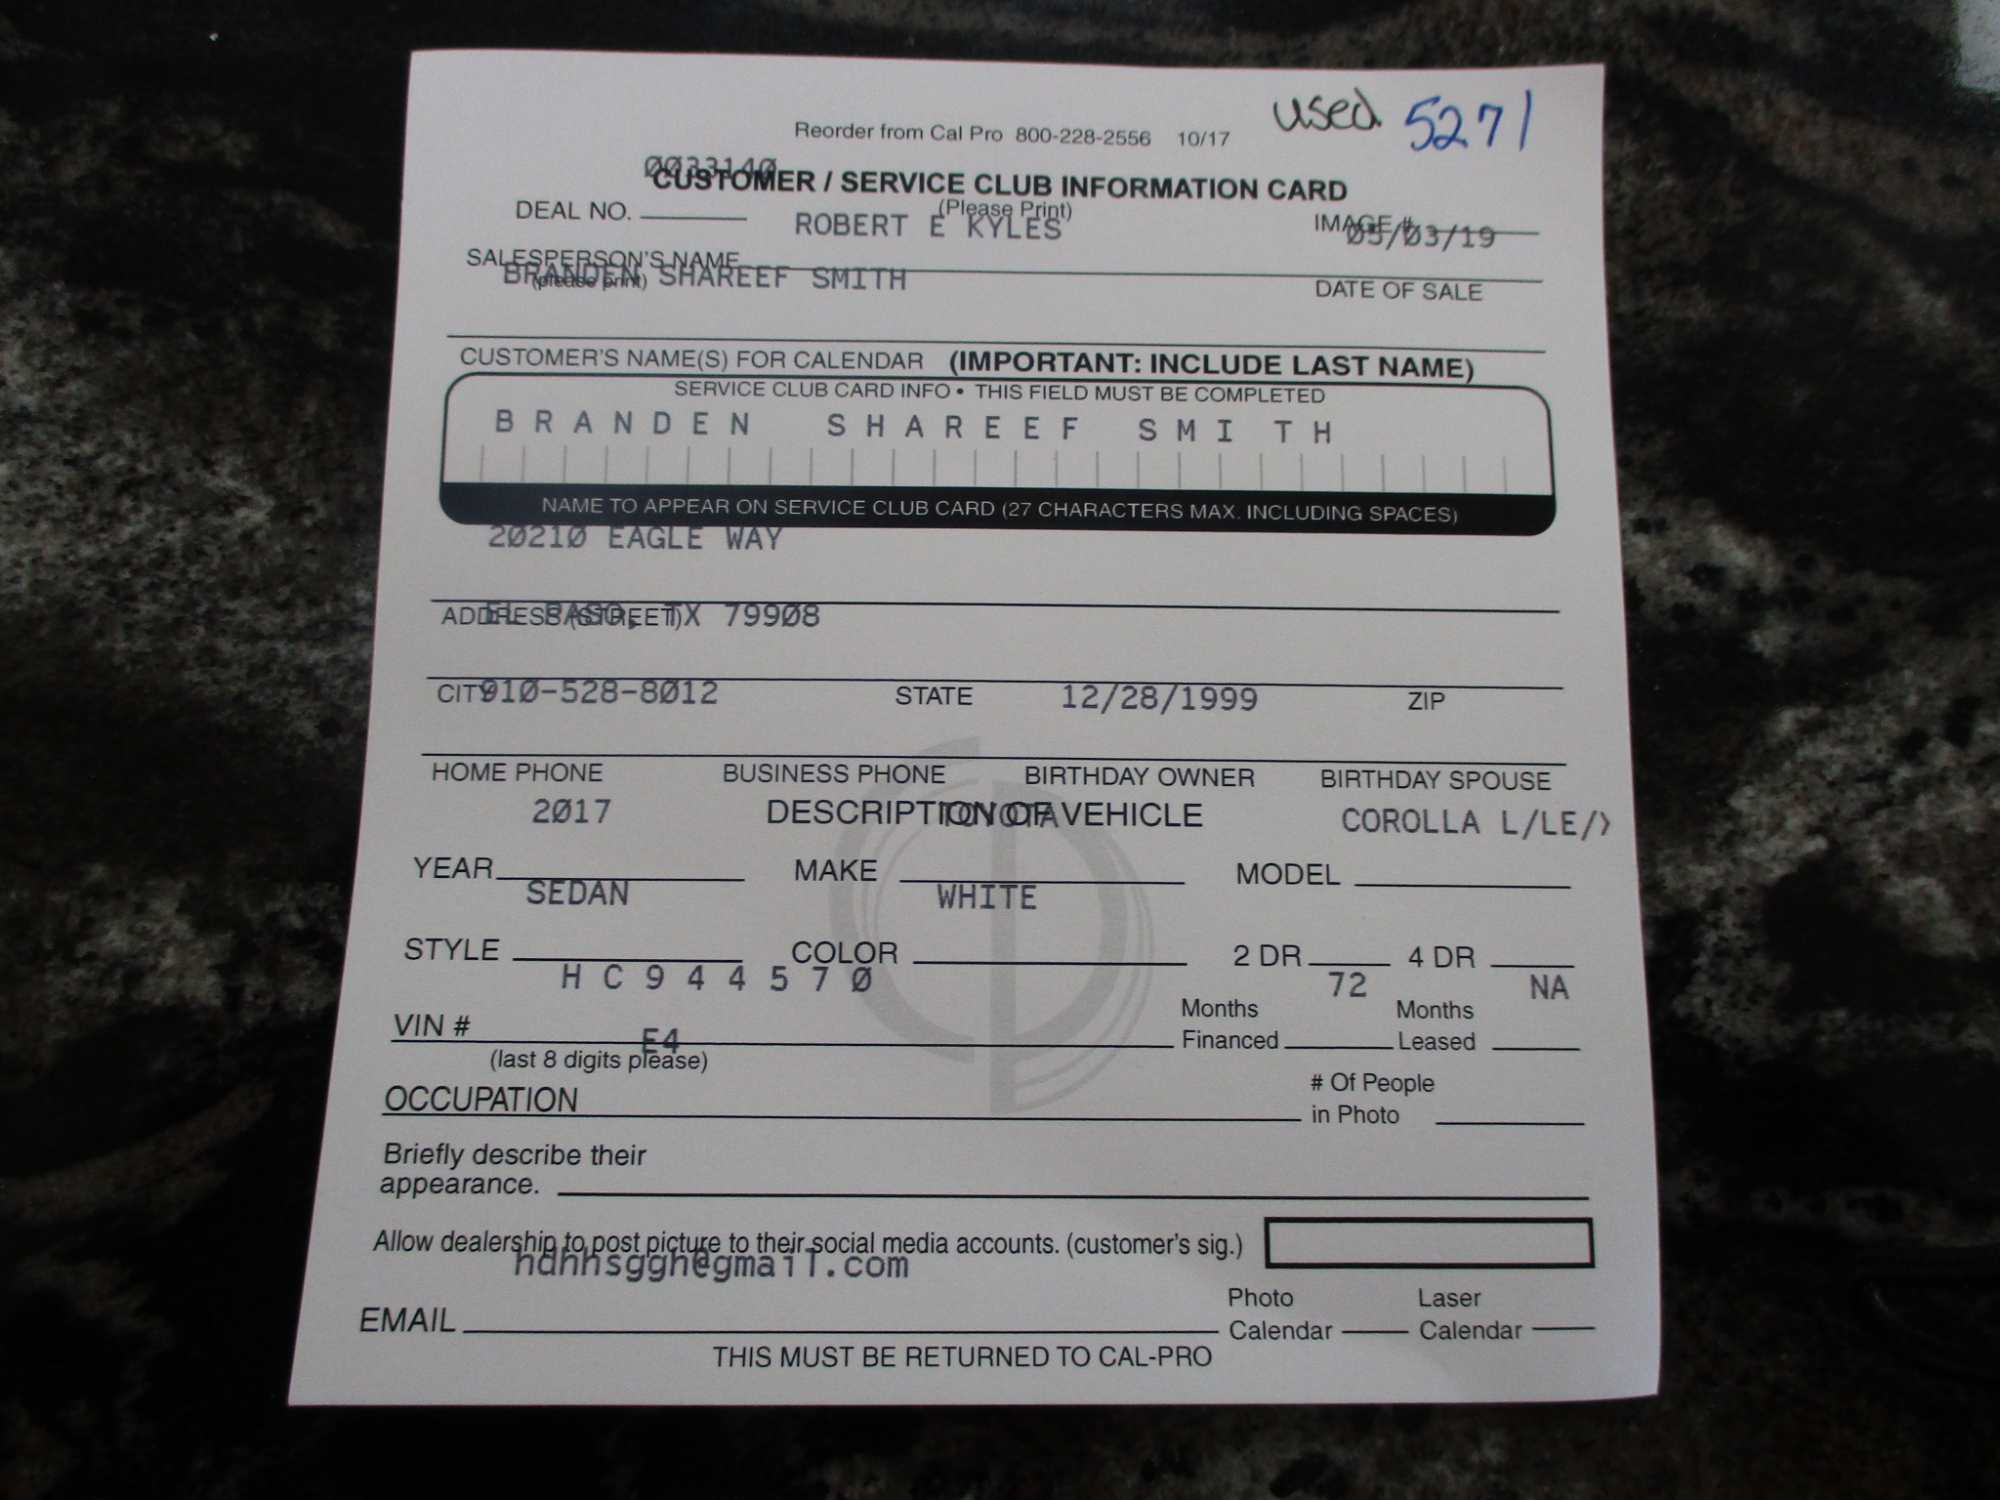 used 5271
Reorder from Cal Pro 800-228-2556 10/17
0033140
CUSTOMER / SERVICE CLUB INFORMATION CARD
(Please Print)
DEAL NO. ROBERT E KYLES IMAGE #
05/03/19
SALESPERSON'S NAME
(please print)
BRANDEN SHAREEF SMITH
DATE OF SALE
CUSTOMER'S NAME(S) FOR CALENDAR (IMPORTANT: INCLUDE LAST NAME)
SERVICE CLUB CARD INFO • THIS FIELD MUST BE COMPLETED
BRANDEN SHAREEF SMITH
NAME TO APPEAR ON SERVICE CLUB CARD (27 CHARACTERS MAX. INCLUDING SPACES)
20210 EAGLE WAY
ADDRESS (STREET)
EL PASO, TX 79908
CITY STATE ZIP
910-528-8012 12/28/1999
HOME PHONE BUSINESS PHONE BIRTHDAY OWNER BIRTHDAY SPOUSE
DESCRIPTION OF VEHICLE
2017 TOYOTA COROLLA L/LE/
YEAR MAKE MODEL
SEDAN WHITE
STYLE COLOR 2 DR 4 DR
HC944570 72 NA
VIN # Months Financed Months Leased
E4
(last 8 digits please)
OCCUPATION # Of People in Photo
Briefly describe their
appearance.
Allow dealership to post picture to their social media accounts. (customer's sig.)
hdhhsggh@gmail.com
EMAIL Photo Calendar Laser Calendar
THIS MUST BE RETURNED TO CAL-PRO